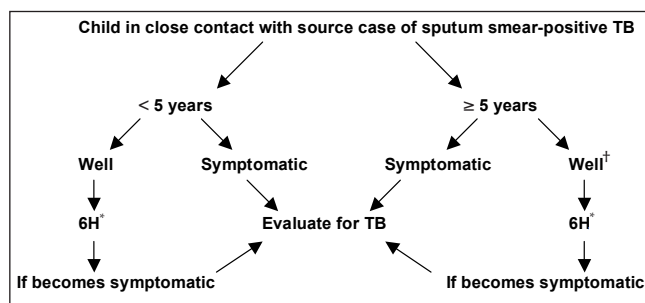 Child in close contact with source case of sputum smear-positive TB
< 5 years ≥ 5 years
Well Symptomatic Symptomatic Well†
6H* Evaluate for TB 6H*
If becomes symptomatic If becomes symptomatic